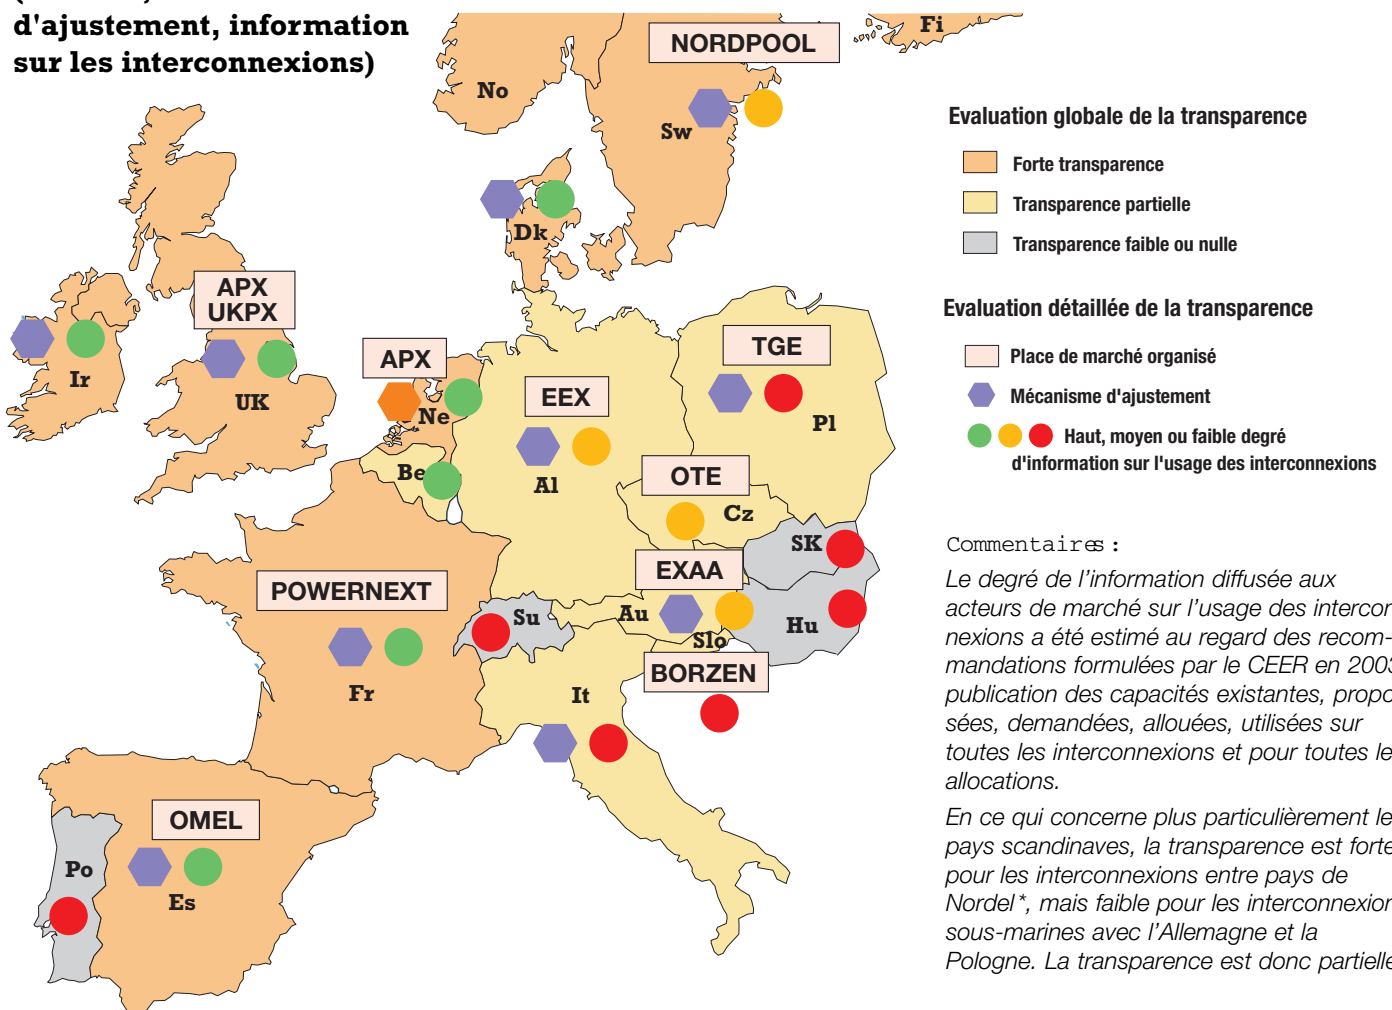 d'ajustement, information
sur les interconnexions)
NORDPOOL
Fi
No
Sw
Dk
APX
UKPX
Ir
UK
APX
Ne
Be
EEX
Al
TGE
Pl
OTE
Cz
SK
EXAA
Au
Slo
Hu
BORZEN
Su
It
POWERNEXT
Fr
OMEL
Es
Po
Evaluation globale de la transparence
Forte transparence
Transparence partielle
Transparence faible ou nulle
Evaluation détaillée de la transparence
Place de marché organisé
Mécanisme d'ajustement
Haut, moyen ou faible degré
d'information sur l'usage des interconnexions
Commentaires :
Le degré de l'information diffusée aux
acteurs de marché sur l'usage des intercon
nexions a été estimé au regard des recom-
mandations formulées par le CEER en 2003
publication des capacités existantes, propo
sées, demandées, allouées, utilisées sur
toutes les interconnexions et pour toutes le
allocations.
En ce qui concerne plus particulièrement le
pays scandinaves, la transparence est forte
pour les interconnexions entre pays de
Nordel*, mais faible pour les interconnexion
sous-marines avec l'Allemagne et la
Pologne. La transparence est donc partielle